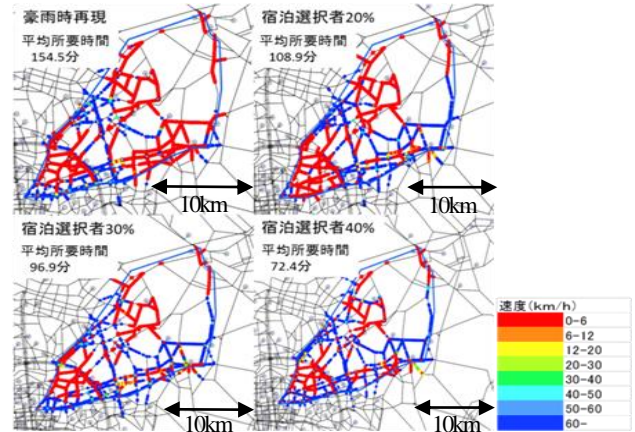 豪雨時再現
平均所要時間
154.5分
10km
宿泊選択者20%
平均所要時間
108.9分
10km
宿泊選択者30%
平均所要時間
96.9分
10km
宿泊選択者40%
平均所要時間
72.4分
10km
速度(km/h)
0-6
6-12
12-20
20-30
30-40
40-50
50-60
60-